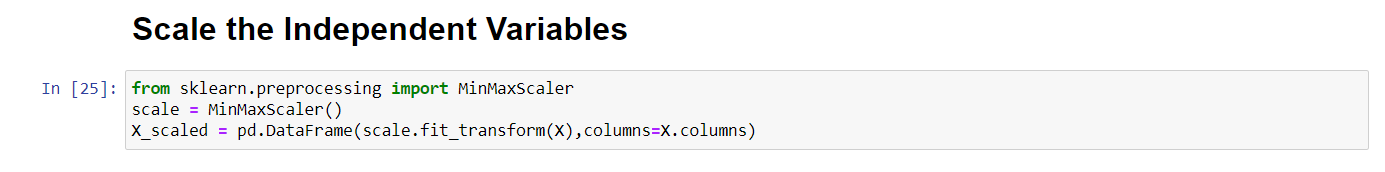 Scale the Independent Variables
In [25]: from sklearn.preprocessing import MinMaxScaler
scale = MinMaxScaler()
X_scaled = pd.DataFrame(scale.fit_transform(X),columns=X.columns)